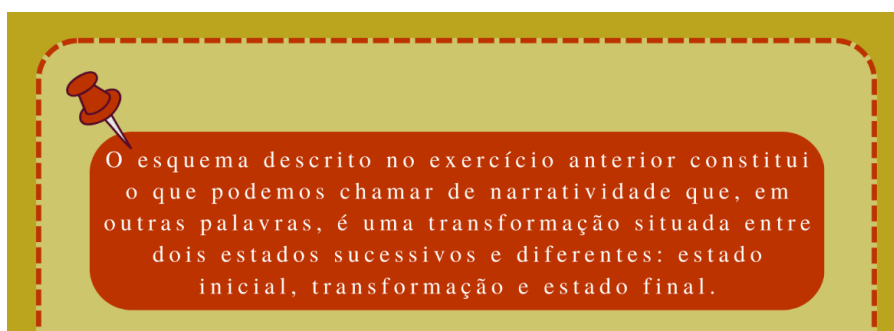 O esquema descrito no exercício anterior constitui
o que podemos chamar de narratividade que, em
outras palavras, é uma transformação situada entre
dois estados sucessivos e diferentes: estado
inicial, transformação e estado final.